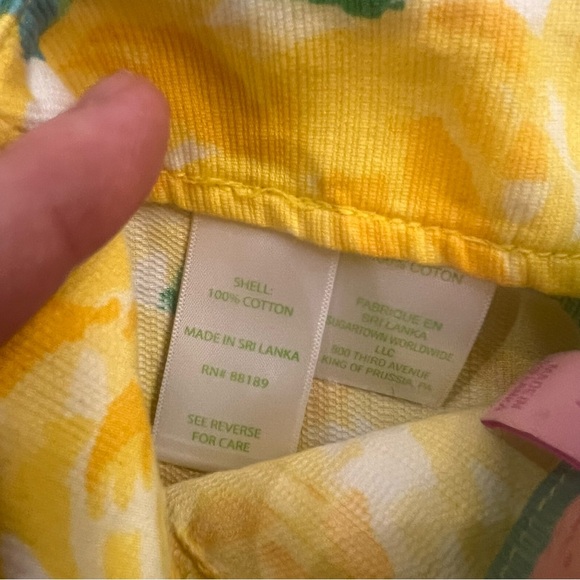 SHELL:
100% COTTON
MADE IN SRI LANKA
RN# 88189
SEE REVERSE
FOR CARE
COTON
FABRIQUE EN
SRI LANKA
SUGARTOWN WORLDWIDE
LLC
800 THIRD AVENUE
KING OF PRUSSIA, PA